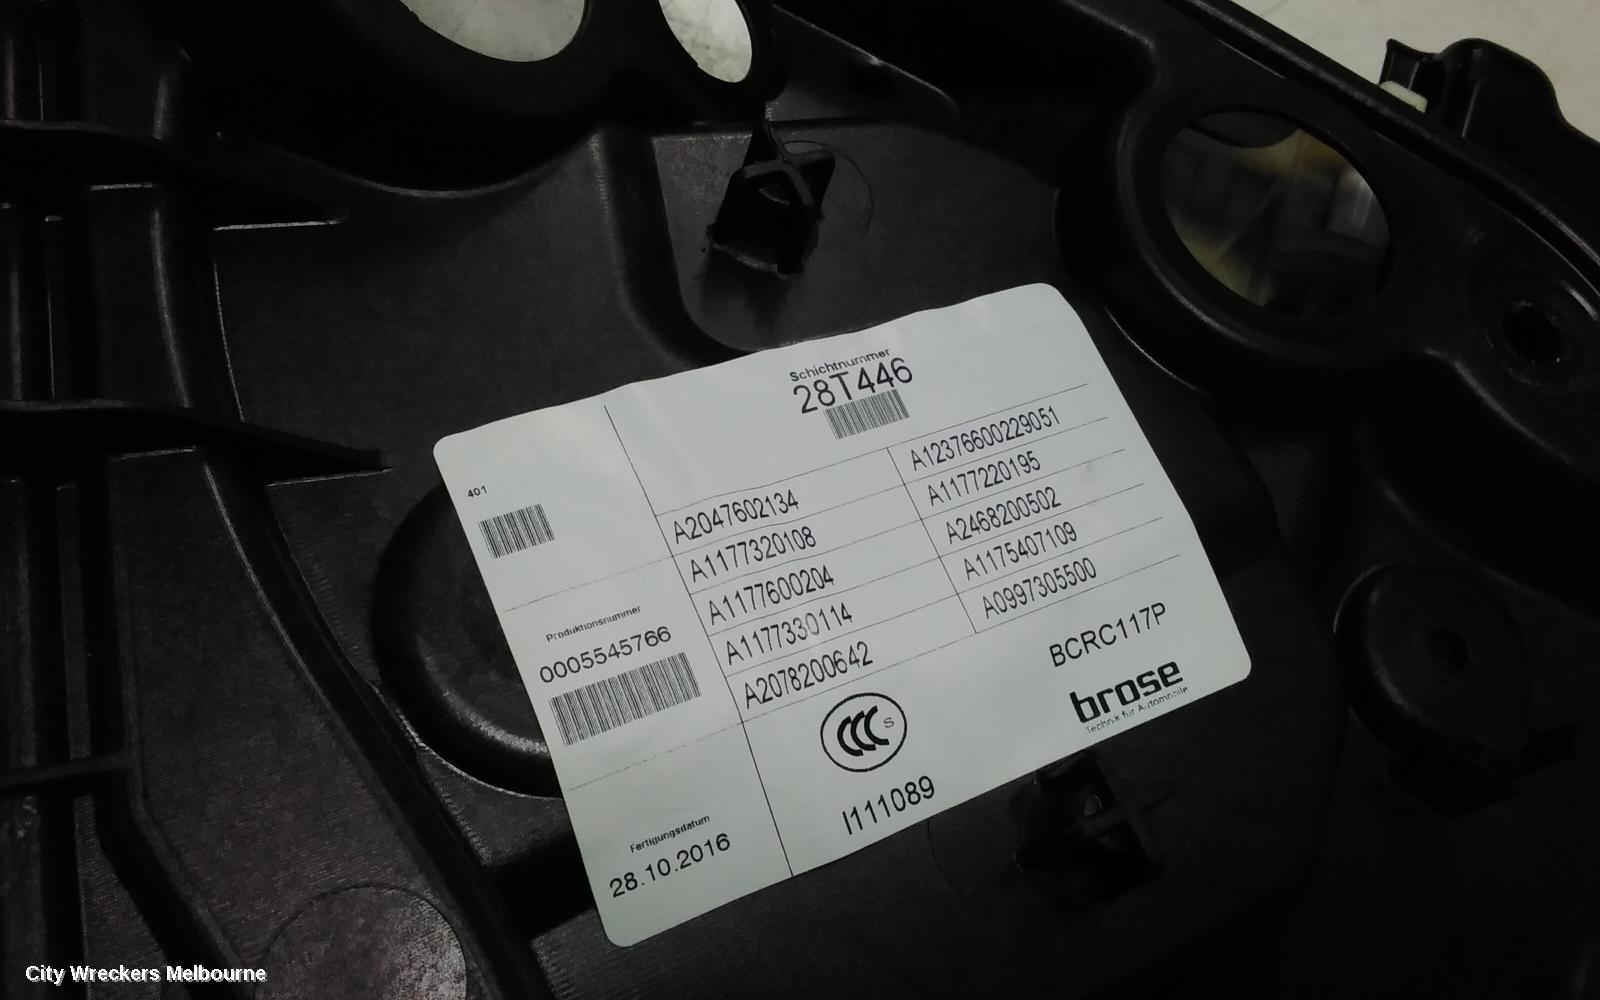 Schichtnummer
28T446
401
A2047602134
A1177320108
A1177600204
A1177330114
A2078200642
A12376600229051
A1177220195
A2468200502
A1175407109
A0997305500
Produktionsnummer
0005545766
Fertigungsdatum
28.10.2016
CCC S
I111089
BCRC117P
brose
Technik für Automobile
City Wreckers Melbourne